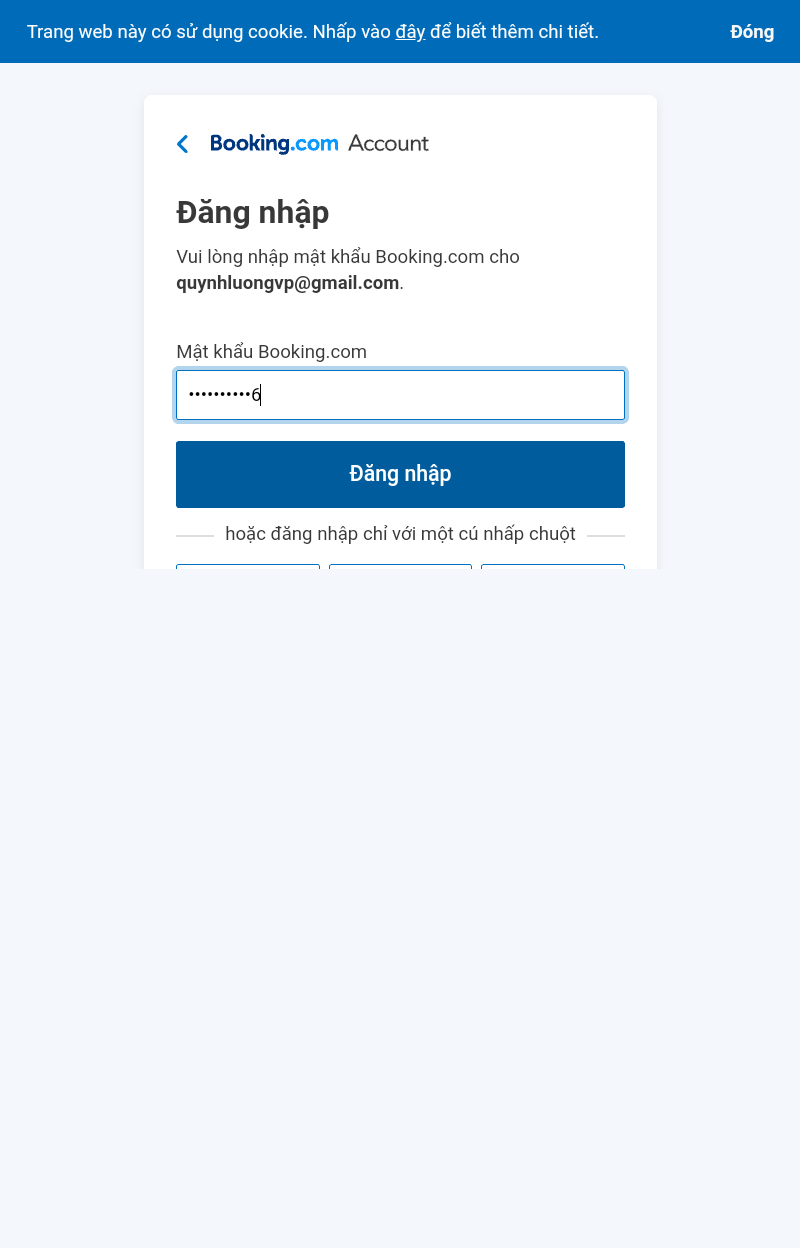 Trang web này có sử dụng cookie. Nhấp vào đây để biết thêm chi tiết. Đóng
Booking.com Account
Đăng nhập
Vui lòng nhập mật khẩu Booking.com cho
quynhluongvp@gmail.com.
Mật khẩu Booking.com
••••••••••6
Đăng nhập
hoặc đăng nhập chỉ với một cú nhấp chuột